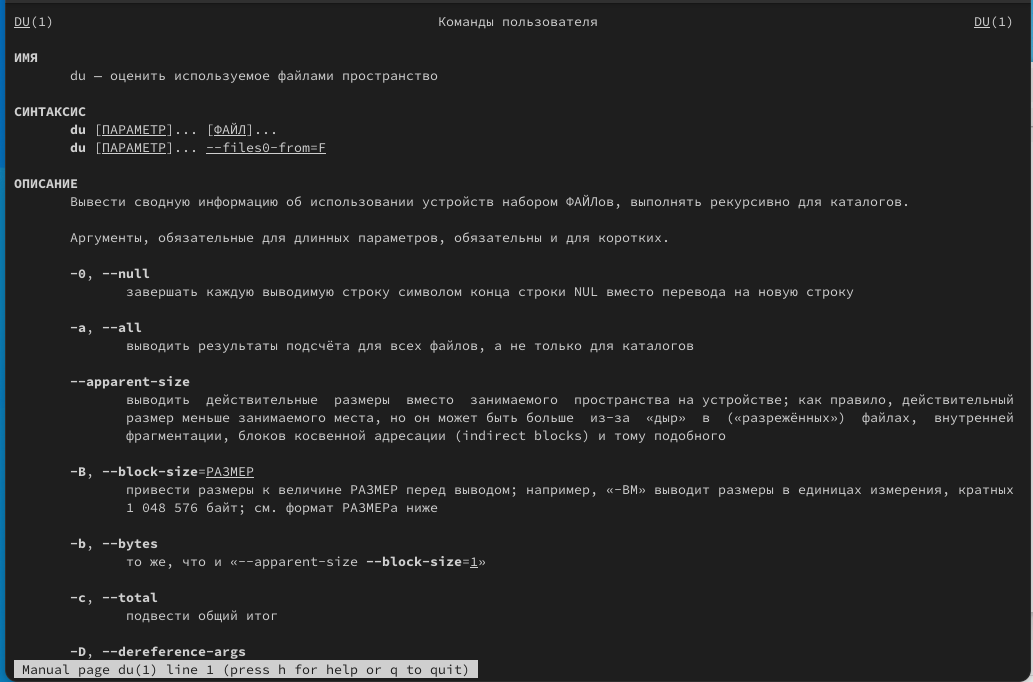 DU(1) Команды пользователя DU(1)
ИМЯ
du — оценить используемое файлами пространство
СИНТАКСИС
du [ПАРАМЕТР]... [ФАЙЛ]...
du [ПАРАМЕТР]... --files0-from=F
ОПИСАНИЕ
Вывести сводную информацию об использовании устройств набором ФАЙЛов, выполнять рекурсивно для каталогов.
Аргументы, обязательные для длинных параметров, обязательны и для коротких.
-0, --null
завершать каждую выводимую строку символом конца строки NUL вместо перевода на новую строку
-a, --all
выводить результаты подсчёта для всех файлов, а не только для каталогов
--apparent-size
выводить действительные размеры вместо занимаемого пространства на устройстве; как правило, действительный
размер меньше занимаемого места, но он может быть больше из-за «дыр» в («разрежённых») файлах, внутренней
фрагментации, блоков косвенной адресации (indirect blocks) и тому подобного
-B, --block-size=РАЗМЕР
привести размеры к величине РАЗМЕР перед выводом; например, «-BM» выводит размеры в единицах измерения, кратных
1 048 576 байт; см. формат РАЗМЕРа ниже
-b, --bytes
то же, что и «--apparent-size --block-size=1»
-c, --total
подвести общий итог
-D, --dereference-args
Manual page du(1) line 1 (press h for help or q to quit)